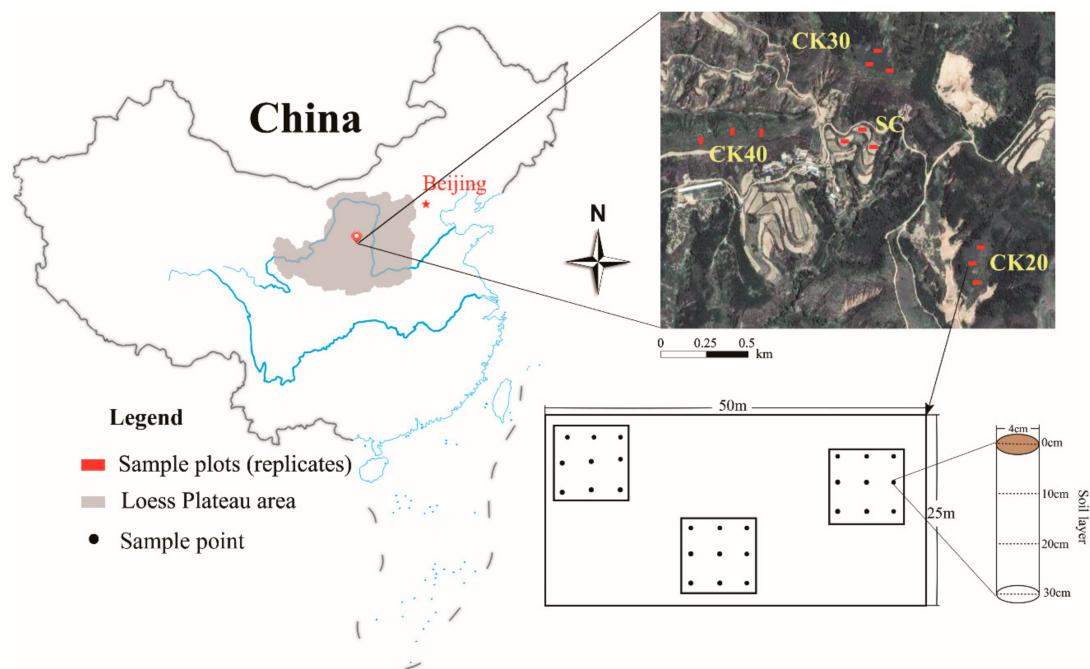 China
Beijing
N
CK30
SC
CK40
CK20
0 0.25 0.5
km
Legend
Sample plots (replicates)
Loess Plateau area
Sample point
50m
25m
4cm
0cm
10cm
20cm
30cm
Soil layer